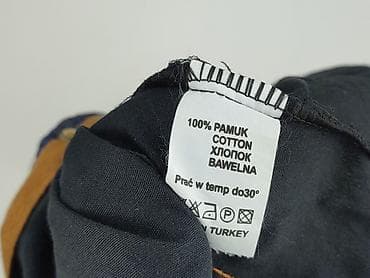 100% PAMUK
COTTON
ХЛОПОК
BAWELNA
Prać w temp do30°
P
TURKEY